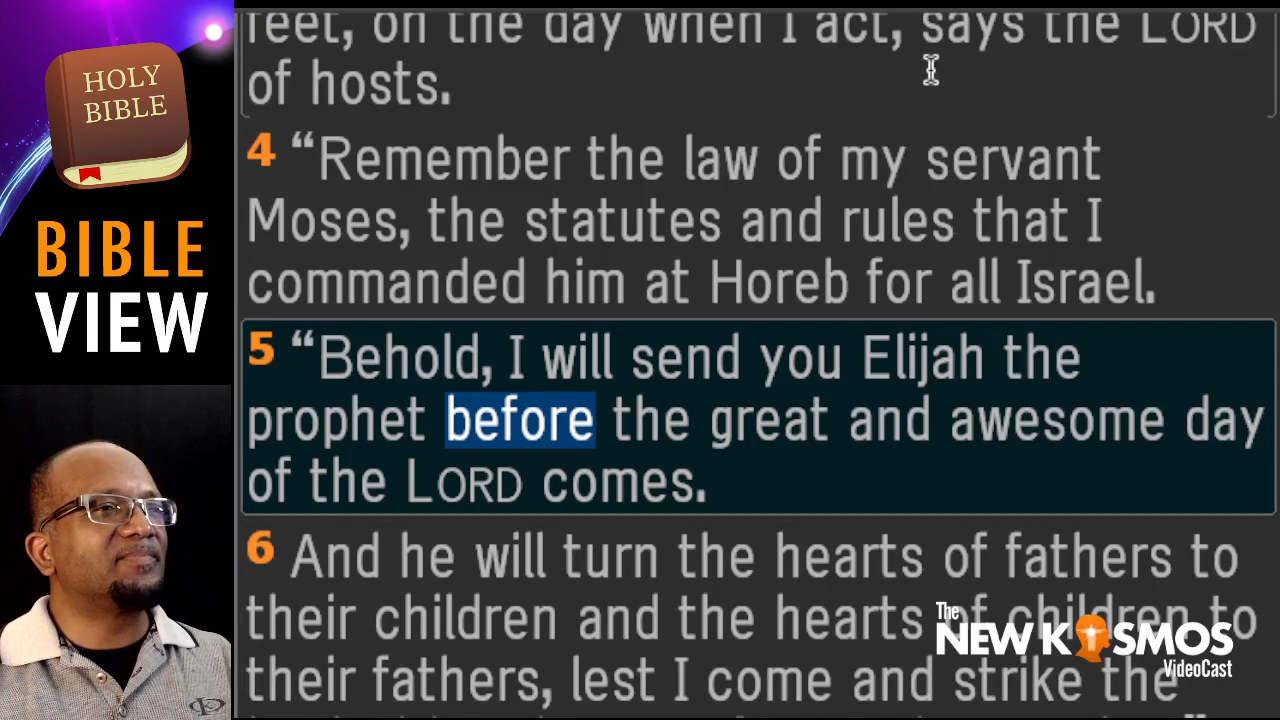 HOLY
BIBLE
BIBLE
VIEW
feet, on the day when I act, says the LORD
of hosts.
4 “Remember the law of my servant
Moses, the statutes and rules that I
commanded him at Horeb for all Israel.
5 “Behold, I will send you Elijah the
prophet before the great and awesome day
of the LORD comes.
6 And he will turn the hearts of fathers to
their children and the hearts of children to
their fathers, lest I come and strike the
The
NEW KOSMOS
VideoCast